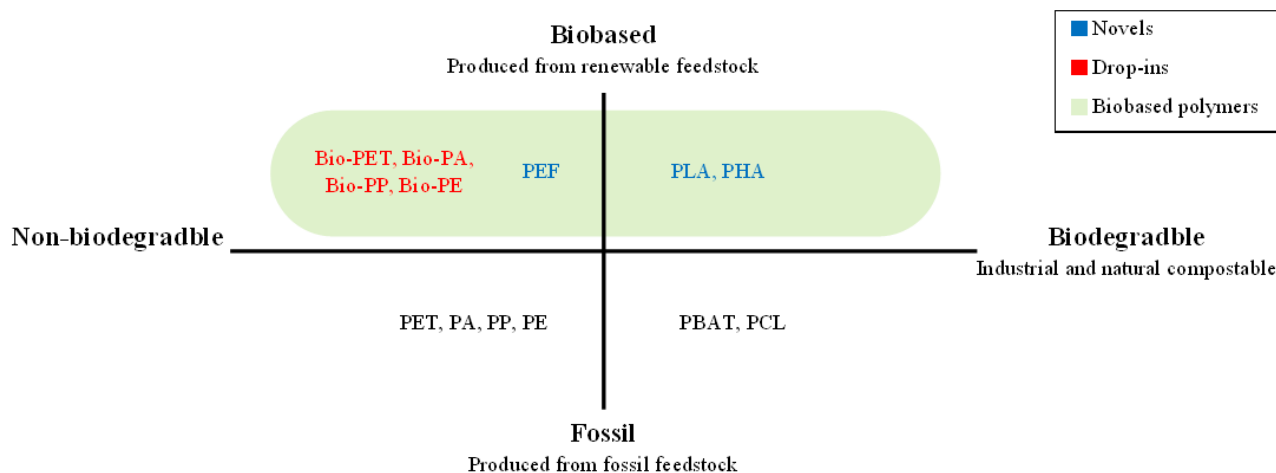 Biobased
Produced from renewable feedstock
Novels
Drop-ins
Biobased polymers
Bio-PET, Bio-PA,
Bio-PP, Bio-PE
PEF
PLA, PHA
Non-biodegradble
Biodegradble
Industrial and natural compostable
PET, PA, PP, PE
PBAT, PCL
Fossil
Produced from fossil feedstock